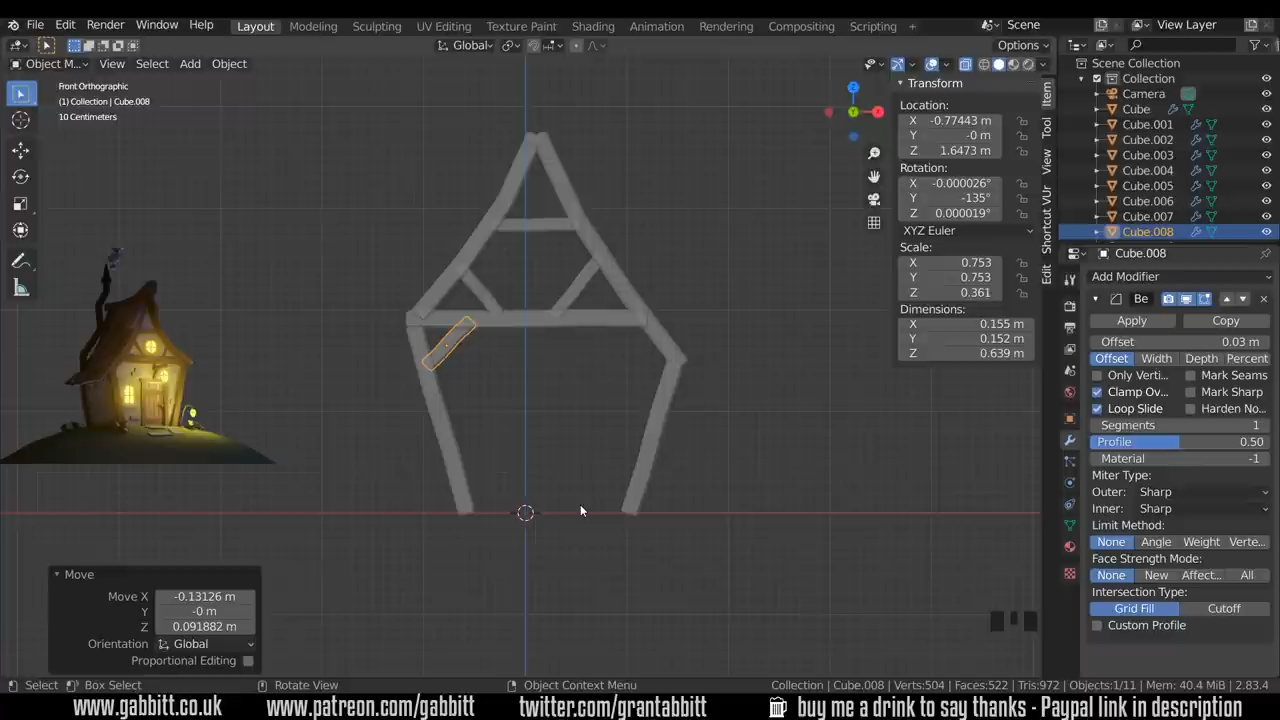 File Edit Render Window Help Layout Modeling Sculpting UV Editing Texture Paint Shading Animation Rendering Compositing Scripting + Scene View Layer
Global Options
Object M... View Select Add Object
Front Orthographic
(1) Collection | Cube.008
10 Centimeters
Z
X
Y
Transform
Location:
X -0.77443 m
Y -0 m
Z 1.6473 m
Rotation:
X -0.000026°
Y -135°
Z 0.000019°
XYZ Euler
Scale:
X 0.753
Y 0.753
Z 0.361
Dimensions:
X 0.155 m
Y 0.152 m
Z 0.639 m
Item
Tool
View
Shortcut VUr
Edit
Scene Collection
Collection
Camera
Cube
Cube.001
Cube.002
Cube.003
Cube.004
Cube.005
Cube.006
Cube.007
Cube.008
Cube.008
Add Modifier
Be
Apply Copy
Offset 0.03 m
Offset Width Depth Percent
Only Verti... Mark Seams
Clamp Ov... Mark Sharp
Loop Slide Harden No...
Segments 1
Profile 0.50
Material -1
Miter Type:
Outer: Sharp
Inner: Sharp
Limit Method:
None Angle Weight Verte...
Face Strength Mode:
None New Affect... All
Intersection Type:
Grid Fill Cutoff
Custom Profile
Move
Move X -0.13126 m
Y -0 m
Z 0.091882 m
Orientation Global
Proportional Editing
Select Box Select Rotate View Object Context Menu Collection | Cube.008 | Verts:504 | Faces:522 | Tris:972 | Objects:1/11 | Mem: 40.4 MiB | 2.83.4
www.gabbitt.co.uk www.patreon.com/gabbitt twitter.com/grantabbitt buy me a drink to say thanks - Paypal link in description